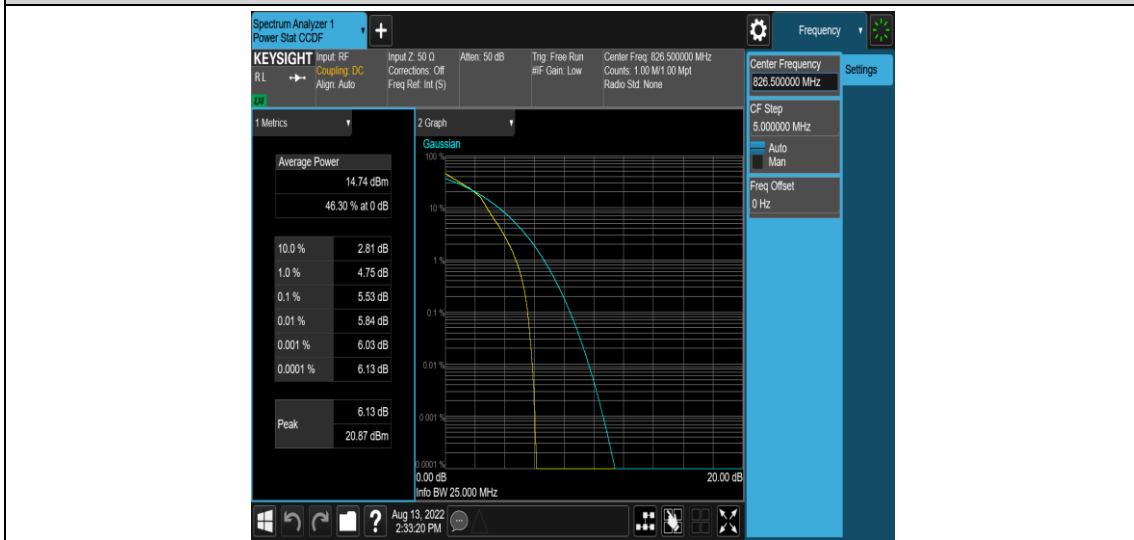 Spectrum Analyzer 1
Power Stat CCDF
+
Frequency
KEYSIGHT
RL
LXI
Input: RF
Coupling: DC
Align: Auto
Input Z: 50 Ω
Corrections: Off
Freq Ref: Int (S)
Atten: 50 dB
Trig: Free Run
#IF Gain: Low
Center Freq: 826.500000 MHz
Counts: 1.00 M/1.00 Mpt
Radio Std: None
Center Frequency
826.500000 MHz
Settings
CF Step
5.000000 MHz
Auto
Man
Freq Offset
0 Hz
1 Metrics
Average Power
14.74 dBm
46.30 % at 0 dB
10.0 % 2.81 dB
1.0 % 4.75 dB
0.1 % 5.53 dB
0.01 % 5.84 dB
0.001 % 6.03 dB
0.0001 % 6.13 dB
Peak
6.13 dB
20.87 dBm
2 Graph
Gaussian
100 %
10 %
1 %
0.1 %
0.01 %
0.001 %
0.0001 %
0.00 dB
20.00 dB
Info BW 25.000 MHz
?
Aug 13, 2022
2:33:20 PM